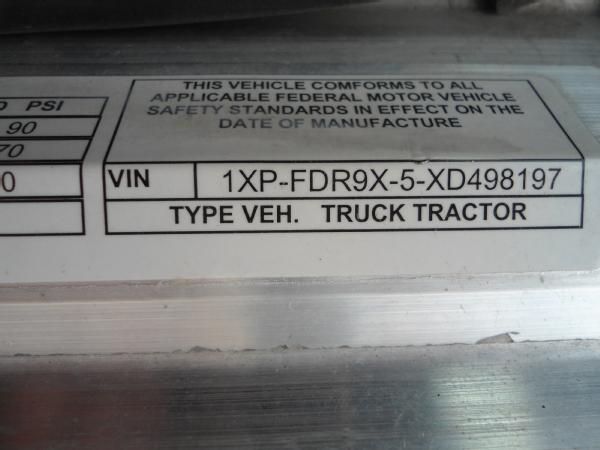 THIS VEHICLE COMFORMS TO ALL
APPLICABLE FEDERAL MOTOR VEHICLE
SAFETY STANDARDS IN EFFECT ON THE
DATE OF MANUFACTURE
PSI
90
70
VIN 1XP-FDR9X-5-XD498197
TYPE VEH. TRUCK TRACTOR